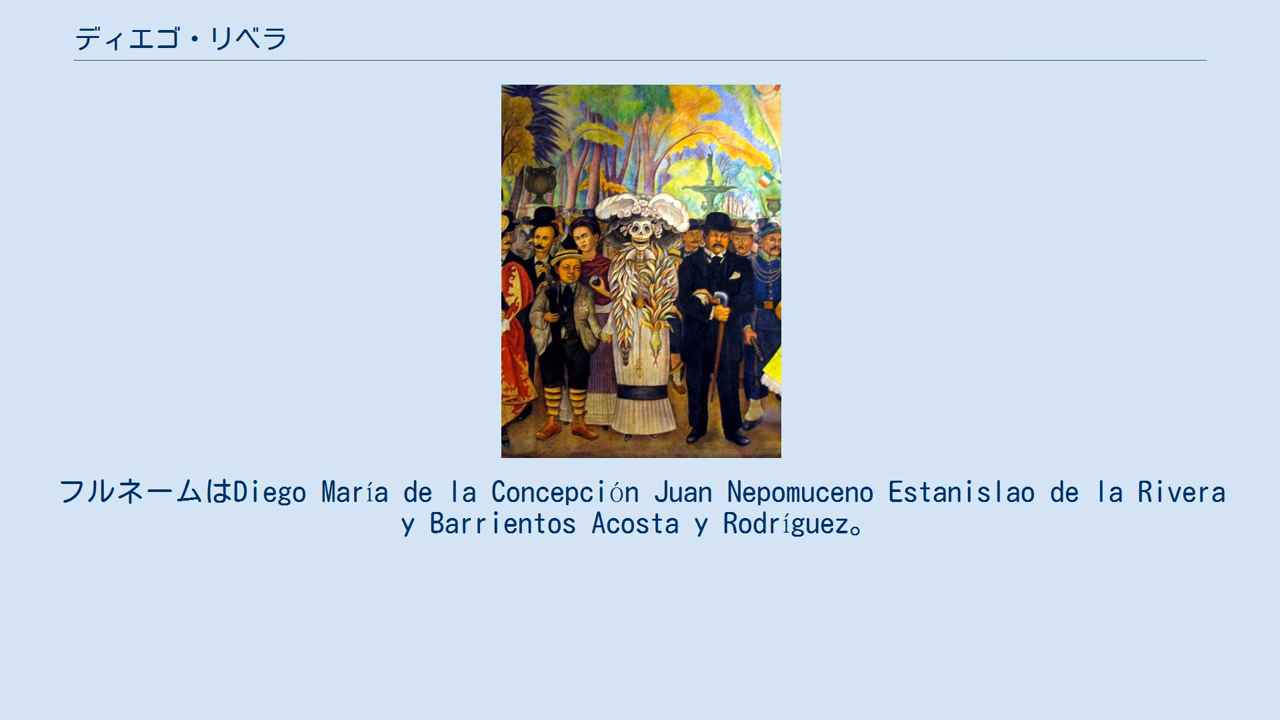 ディエゴ・リベラ
フルネームはDiego María de la Concepción Juan Nepomuceno Estanislao de la Rivera
y Barrientos Acosta y Rodríguez。